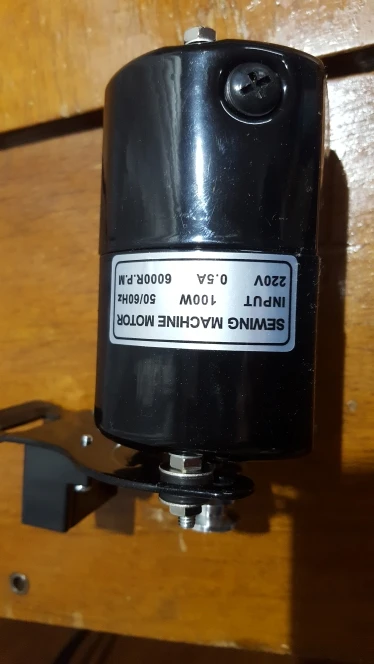 SEWING MACHINE MOTOR
INPUT 100W 50/60Hz
220V 0.5A 6000R.P.M